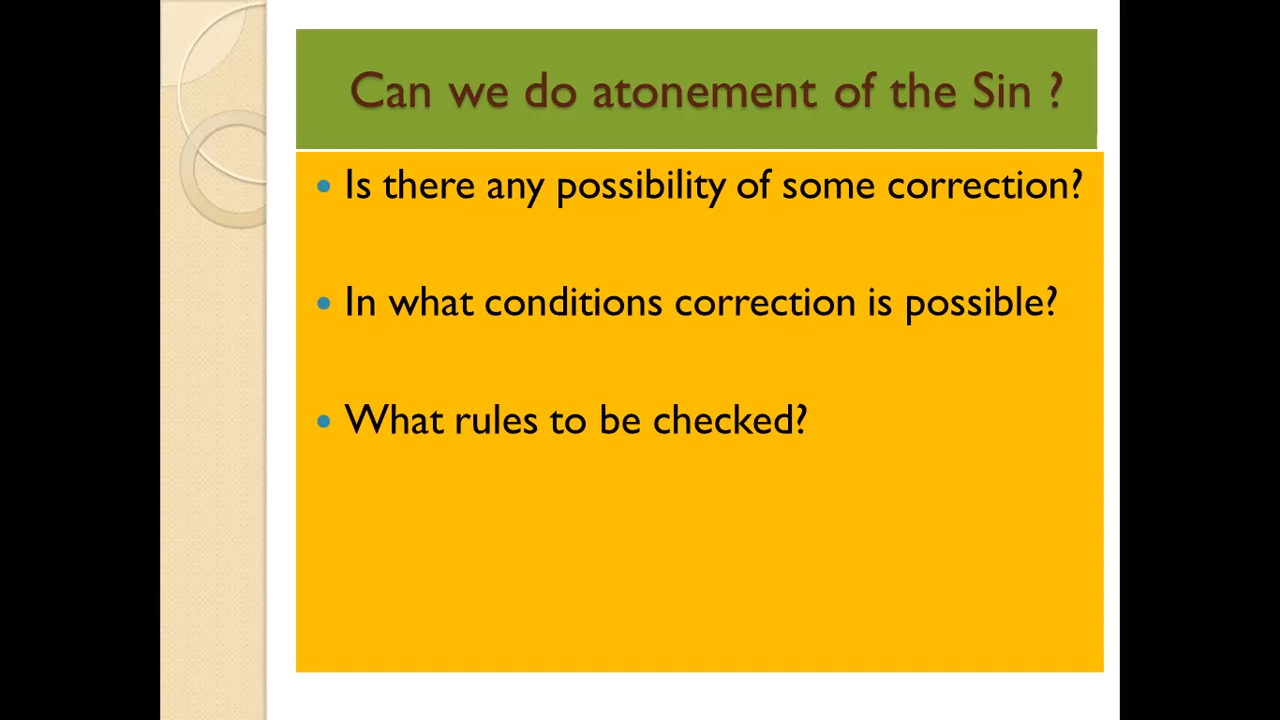 Can we do atonement of the Sin ?
• Is there any possibility of some correction?
• In what conditions correction is possible?
• What rules to be checked?